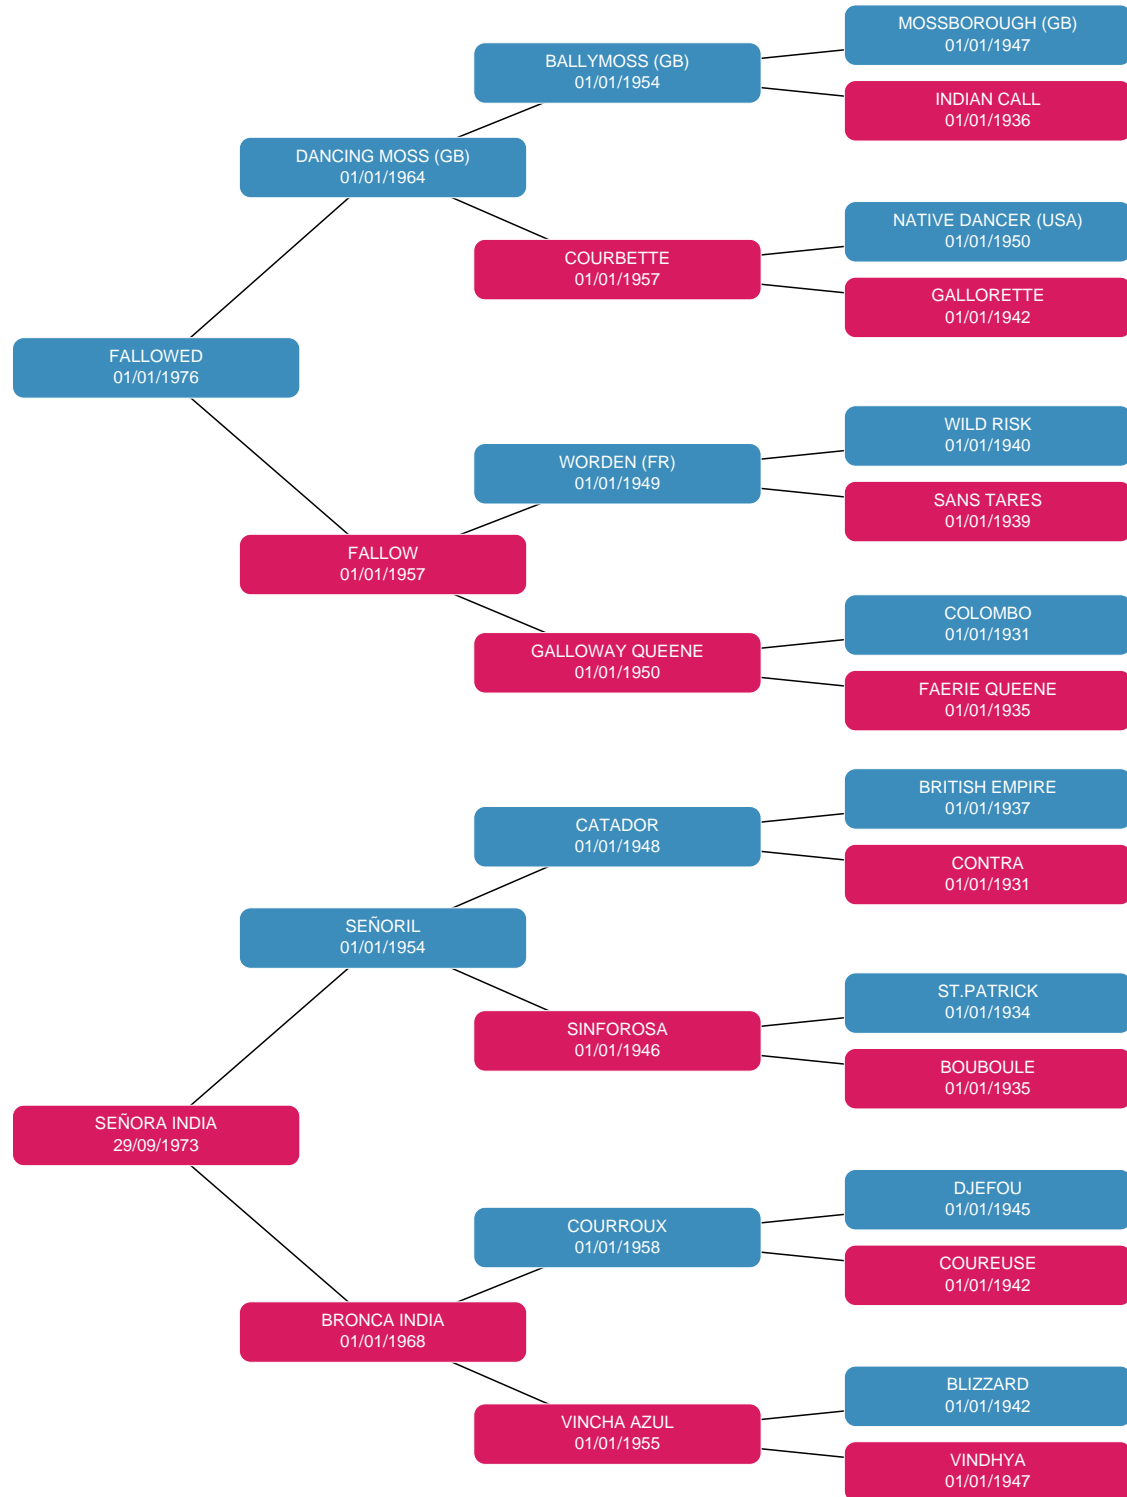 MOSSBOROUGH (GB)
01/01/1947
BALLYMOSS (GB)
01/01/1954
INDIAN CALL
01/01/1936
DANCING MOSS (GB)
01/01/1964
NATIVE DANCER (USA)
01/01/1950
COURBETTE
01/01/1957
GALLORETTE
01/01/1942
FALLOWED
01/01/1976
WILD RISK
01/01/1940
WORDEN (FR)
01/01/1949
SANS TARES
01/01/1939
FALLOW
01/01/1957
COLOMBO
01/01/1931
GALLOWAY QUEENE
01/01/1950
FAERIE QUEENE
01/01/1935
BRITISH EMPIRE
01/01/1937
CATADOR
01/01/1948
CONTRA
01/01/1931
SEÑORIL
01/01/1954
ST.PATRICK
01/01/1934
SINFOROSA
01/01/1946
BOUBOULE
01/01/1935
SEÑORA INDIA
29/09/1973
DJEFOU
01/01/1945
COURROUX
01/01/1958
COUREUSE
01/01/1942
BRONCA INDIA
01/01/1968
BLIZZARD
01/01/1942
VINCHA AZUL
01/01/1955
VINDHYA
01/01/1947